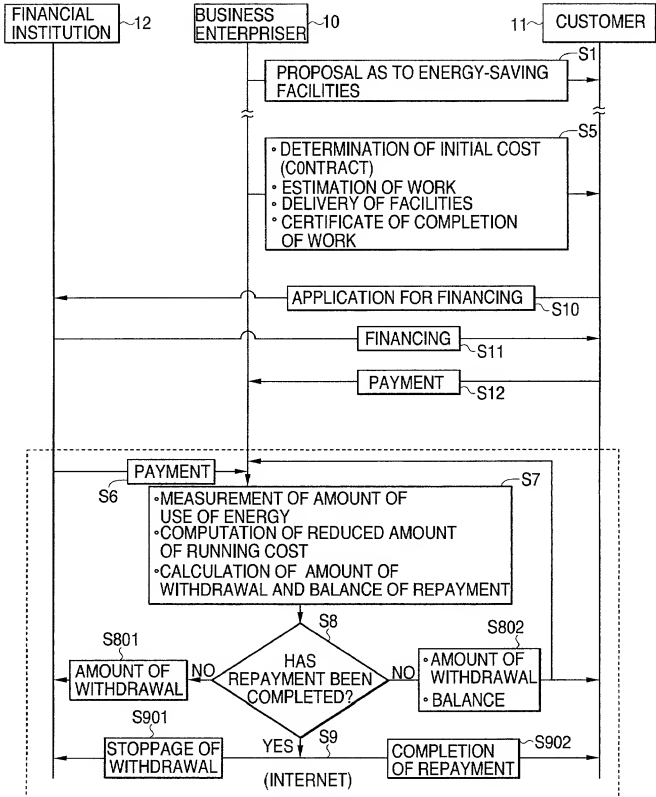 FINANCIAL
INSTITUTION
12
BUSINESS
ENTERPRISER
10
11
CUSTOMER
S1
PROPOSAL AS TO ENERGY-SAVING
FACILITIES
S5
• DETERMINATION OF INITIAL COST
(CONTRACT)
• ESTIMATION OF WORK
• DELIVERY OF FACILITIES
• CERTIFICATE OF COMPLETION
OF WORK
APPLICATION FOR FINANCING
S10
FINANCING
S11
PAYMENT
S12
PAYMENT
S6
S7
•MEASUREMENT OF AMOUNT OF
USE OF ENERGY
•COMPUTATION OF REDUCED AMOUNT
OF RUNNING COST
•CALCULATION OF AMOUNT OF
WITHDRAWAL AND BALANCE OF REPAYMENT
S8
HAS
REPAYMENT BEEN
COMPLETED?
S801
AMOUNT OF
WITHDRAWAL
NO
NO
S802
• AMOUNT OF
WITHDRAWAL
• BALANCE
S901
STOPPAGE OF
WITHDRAWAL
YES
S9
S902
COMPLETION
OF REPAYMENT
(INTERNET)